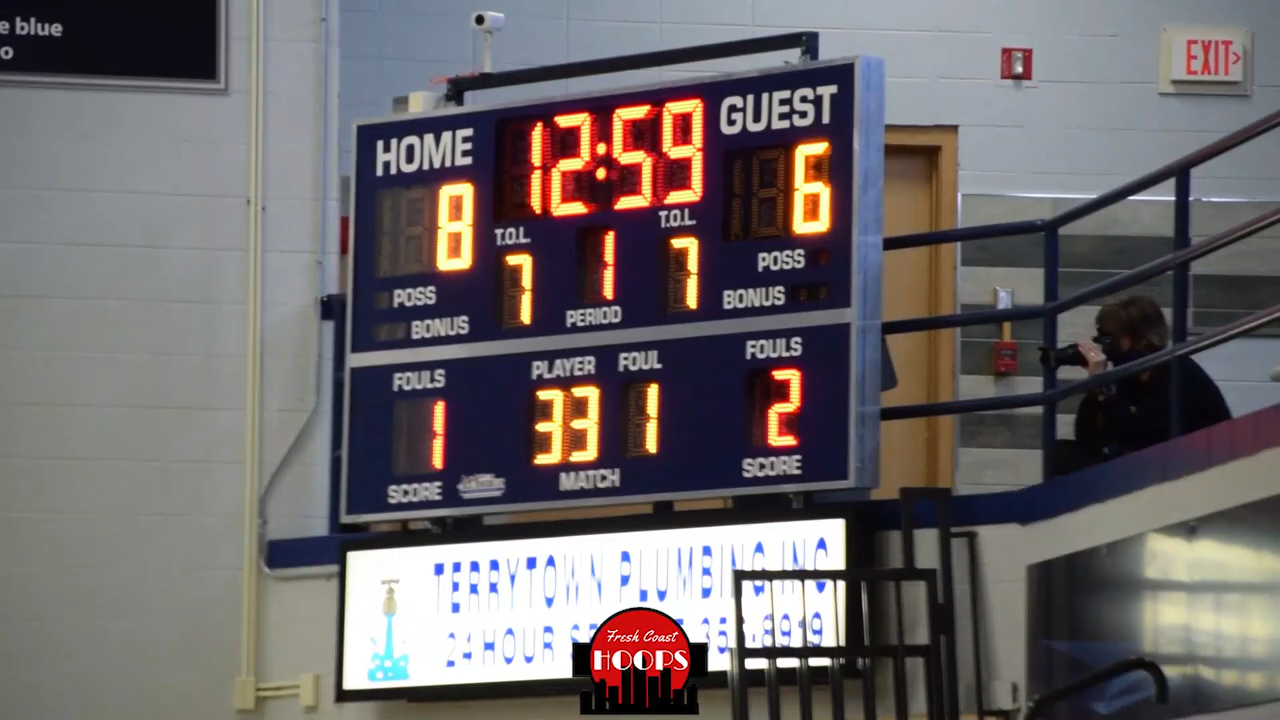 e blue
o
EXIT>
HOME 12:59 GUEST
8 6
T.O.L. T.O.L.
7 1 7
POSS PERIOD POSS
BONUS BONUS
FOULS PLAYER FOUL FOULS
1 33 1 2
SCORE MATCH SCORE
TERRYTOWN PLUMBING INC
24 HOUR
Fresh Coast
HOOPS